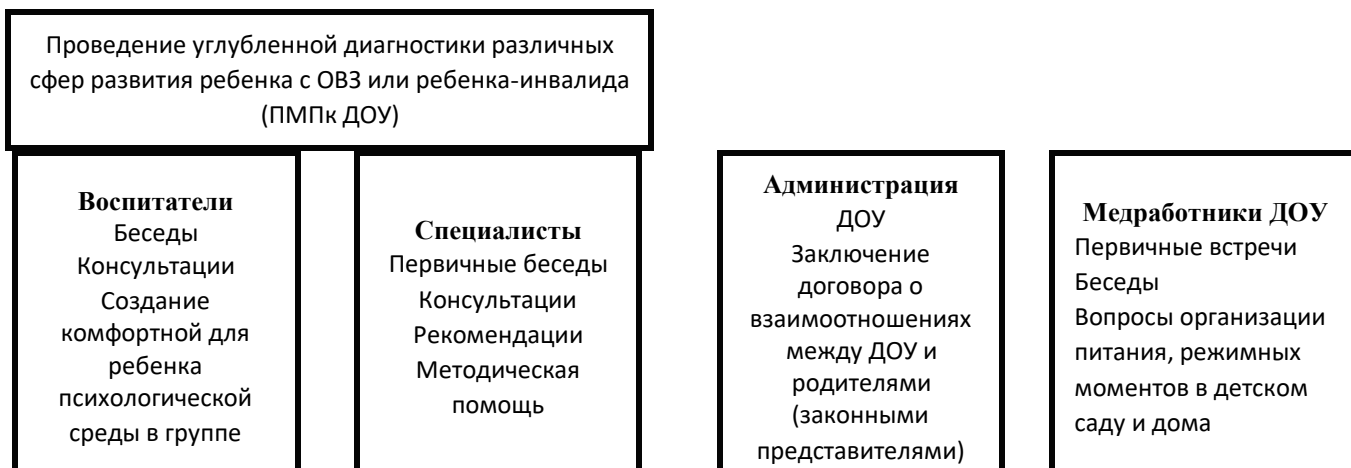 Проведение углубленной диагностики различных
сфер развития ребенка с ОВЗ или ребенка-инвалида
(ПМПк ДОУ)
Воспитатели
Беседы
Консультации
Создание
комфортной для
ребенка
психологической
среды в группе
Специалисты
Первичные беседы
Консультации
Рекомендации
Методическая
помощь
Администрация
ДОУ
Заключение
договора о
взаимоотношениях
между ДОУ и
родителями
(законными
представителями)
Медработники ДОУ
Первичные встречи
Беседы
Вопросы организации
питания, режимных
моментов в детском
саду и дома